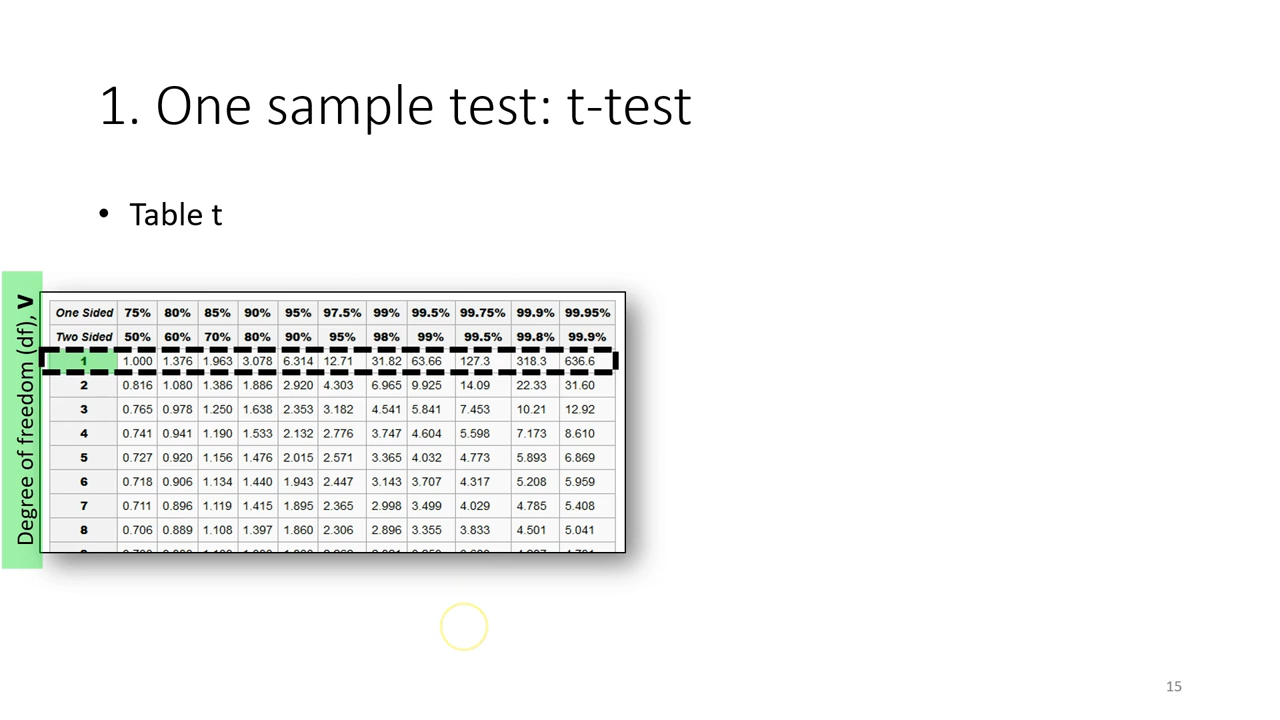 1. One sample test: t-test
• Table t
Degree of freedom (df), v
One Sided 75% 80% 85% 90% 95% 97.5% 99% 99.5% 99.75% 99.9% 99.95%
Two Sided 50% 60% 70% 80% 90% 95% 98% 99% 99.5% 99.8% 99.9%
1 1.000 1.376 1.963 3.078 6.314 12.71 31.82 63.66 127.3 318.3 636.6
2 0.816 1.080 1.386 1.886 2.920 4.303 6.965 9.925 14.09 22.33 31.60
3 0.765 0.978 1.250 1.638 2.353 3.182 4.541 5.841 7.453 10.21 12.92
4 0.741 0.941 1.190 1.533 2.132 2.776 3.747 4.604 5.598 7.173 8.610
5 0.727 0.920 1.156 1.476 2.015 2.571 3.365 4.032 4.773 5.893 6.869
6 0.718 0.906 1.134 1.440 1.943 2.447 3.143 3.707 4.317 5.208 5.959
7 0.711 0.896 1.119 1.415 1.895 2.365 2.998 3.499 4.029 4.785 5.408
8 0.706 0.889 1.108 1.397 1.860 2.306 2.896 3.355 3.833 4.501 5.041
15